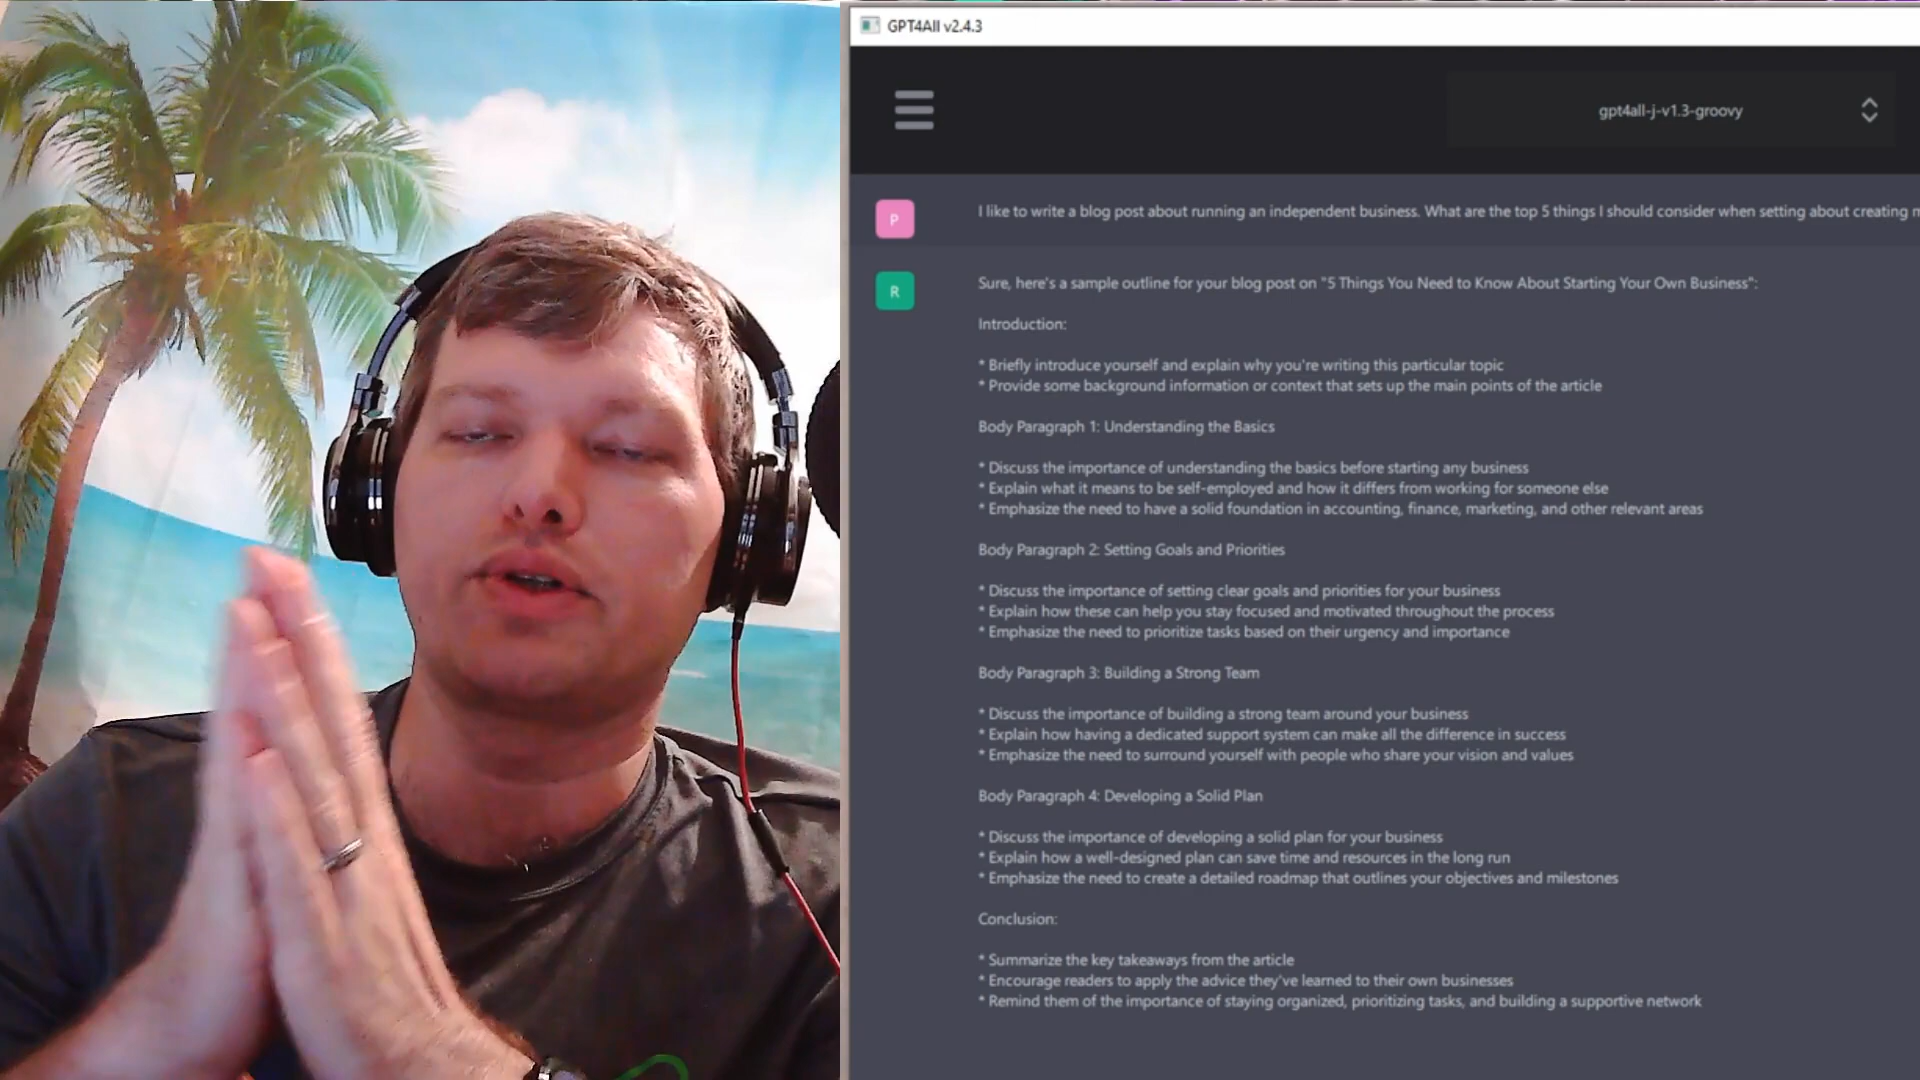 GPT4All v2.4.3
gpt4all-j-v1.3-groovy
P
I like to write a blog post about running an independent business. What are the top 5 things I should consider when setting about creating
R
Sure, here's a sample outline for your blog post on "5 Things You Need to Know About Starting Your Own Business":
Introduction:
* Briefly introduce yourself and explain why you're writing this particular topic
* Provide some background information or context that sets up the main points of the article
Body Paragraph 1: Understanding the Basics
* Discuss the importance of understanding the basics before starting any business
* Explain what it means to be self-employed and how it differs from working for someone else
* Emphasize the need to have a solid foundation in accounting, finance, marketing, and other relevant areas
Body Paragraph 2: Setting Goals and Priorities
* Discuss the importance of setting clear goals and priorities for your business
* Explain how these can help you stay focused and motivated throughout the process
* Emphasize the need to prioritize tasks based on their urgency and importance
Body Paragraph 3: Building a Strong Team
* Discuss the importance of building a strong team around your business
* Explain how having a dedicated support system can make all the difference in success
* Emphasize the need to surround yourself with people who share your vision and values
Body Paragraph 4: Developing a Solid Plan
* Discuss the importance of developing a solid plan for your business
* Explain how a well-designed plan can save time and resources in the long run
* Emphasize the need to create a detailed roadmap that outlines your objectives and milestones
Conclusion:
* Summarize the key takeaways from the article
* Encourage readers to apply the advice they've learned to their own businesses
* Remind them of the importance of staying organized, prioritizing tasks, and building a supportive network